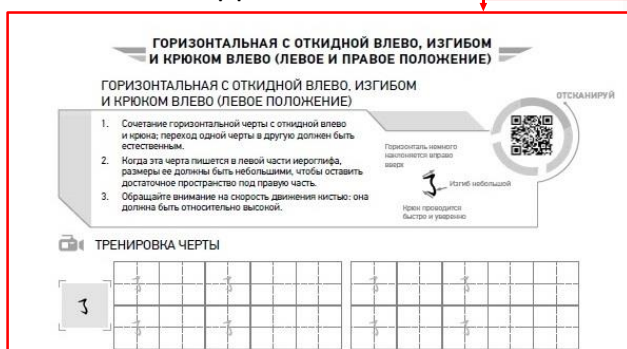 ГОРИЗОНТАЛЬНАЯ С ОТКИДНОЙ ВЛЕВО, ИЗГИБОМ
И КРЮКОМ ВЛЕВО (ЛЕВОЕ И ПРАВОЕ ПОЛОЖЕНИЕ)
ГОРИЗОНТАЛЬНАЯ С ОТКИДНОЙ ВЛЕВО, ИЗГИБОМ
И КРЮКОМ ВЛЕВО (ЛЕВОЕ ПОЛОЖЕНИЕ)
ОТСКАНИРУЙ
1. Сочетание горизонтальной черты с откидной влево
и крюка; переход одной черты в другую должен быть
естественным.
2. Когда эта черта пишется в левой части иероглифа,
размеры ее должны быть небольшими, чтобы оставить
достаточное пространство под правую часть.
3. Обращайте внимание на скорость движения кистью: она
должна быть относительно высокой.
Горизонталь немного
наклоняется вправо
вверх
Изгиб небольшой
Крюк проводится
быстро и уверенно
ТРЕНИРОВКА ЧЕРТЫ